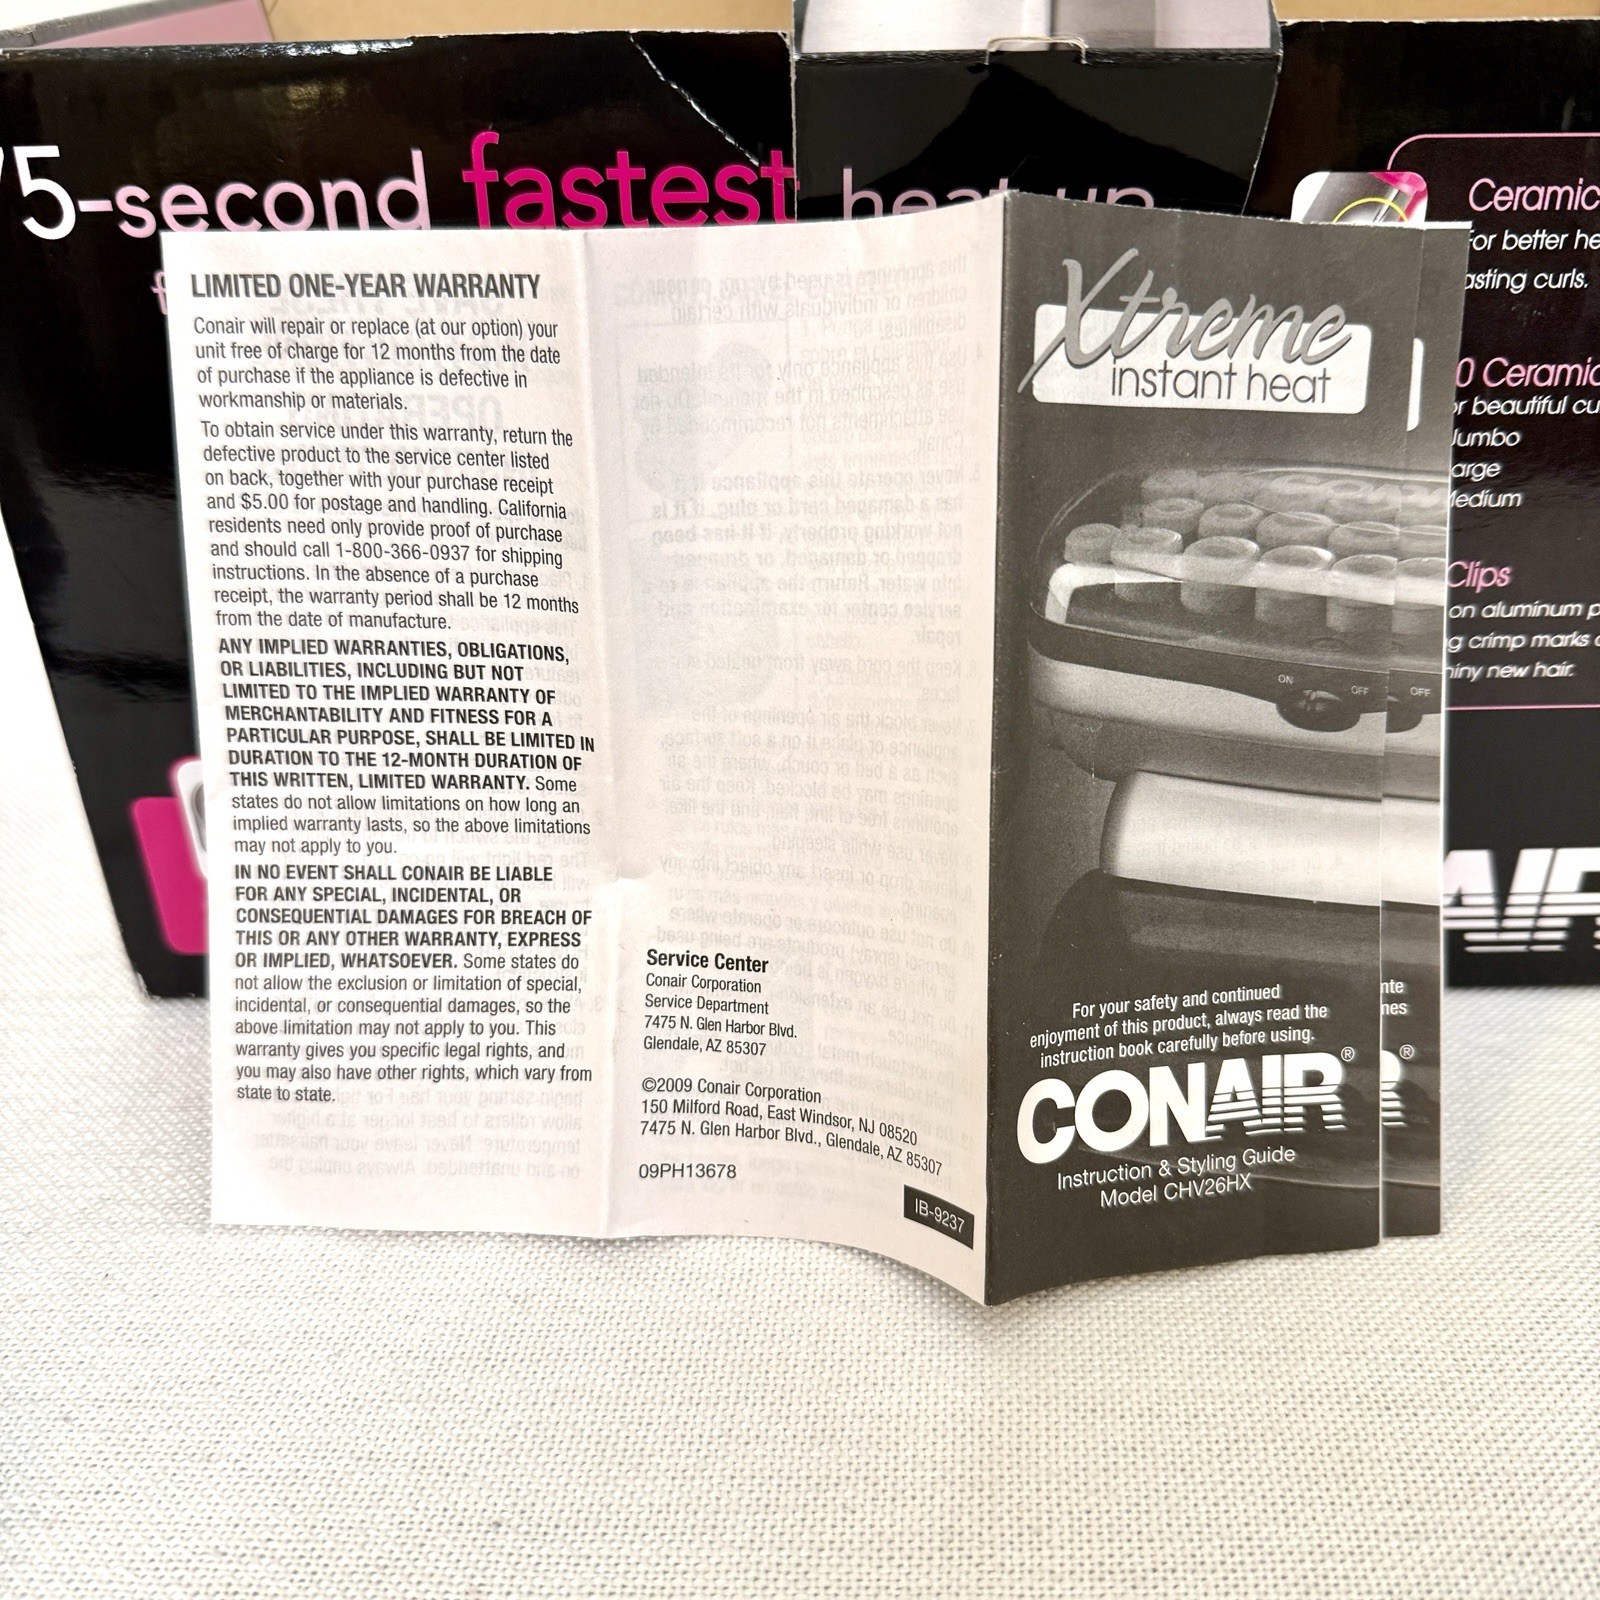 75-second fastest heat up
LIMITED ONE-YEAR WARRANTY
Conair will repair or replace (at our option) your
unit free of charge for 12 months from the date
of purchase if the appliance is defective in
workmanship or materials.
To obtain service under this warranty, return the
defective product to the service center listed
on back, together with your purchase receipt
and $5.00 for postage and handling. California
residents need only provide proof of purchase
and should call 1-800-366-0937 for shipping
instructions. In the absence of a purchase
receipt, the warranty period shall be 12 months
from the date of manufacture.
ANY IMPLIED WARRANTIES, OBLIGATIONS,
OR LIABILITIES, INCLUDING BUT NOT
LIMITED TO THE IMPLIED WARRANTY OF
MERCHANTABILITY AND FITNESS FOR A
PARTICULAR PURPOSE, SHALL BE LIMITED IN
DURATION TO THE 12-MONTH DURATION OF
THIS WRITTEN, LIMITED WARRANTY. Some
states do not allow limitations on how long an
implied warranty lasts, so the above limitations
may not apply to you.
IN NO EVENT SHALL CONAIR BE LIABLE
FOR ANY SPECIAL, INCIDENTAL, OR
CONSEQUENTIAL DAMAGES FOR BREACH OF
THIS OR ANY OTHER WARRANTY, EXPRESS
OR IMPLIED, WHATSOEVER. Some states do
not allow the exclusion or limitation of special,
incidental, or consequential damages, so the
above limitation may not apply to you. This
warranty gives you specific legal rights, and
you may also have other rights, which vary from
state to state.
Service Center
Conair Corporation
Service Department
7475 N. Glen Harbor Blvd.
Glendale, AZ 85307
©2009 Conair Corporation
150 Milford Road, East Windsor, NJ 08520
7475 N. Glen Harbor Blvd., Glendale, AZ 85307
09PH13678
IB-9237
Xtreme
instant heat
ON OFF OFF
For your safety and continued
enjoyment of this product, always read the
instruction book carefully before using.
CONAIR®
®
Instruction & Styling Guide
Model CHV26HX
Ceramic
For better he
asting curls.
0 Ceramic
or beautiful cu
Jumbo
arge
Medium
Clips
on aluminum p
g crimp marks
hiny new hair.
AIR